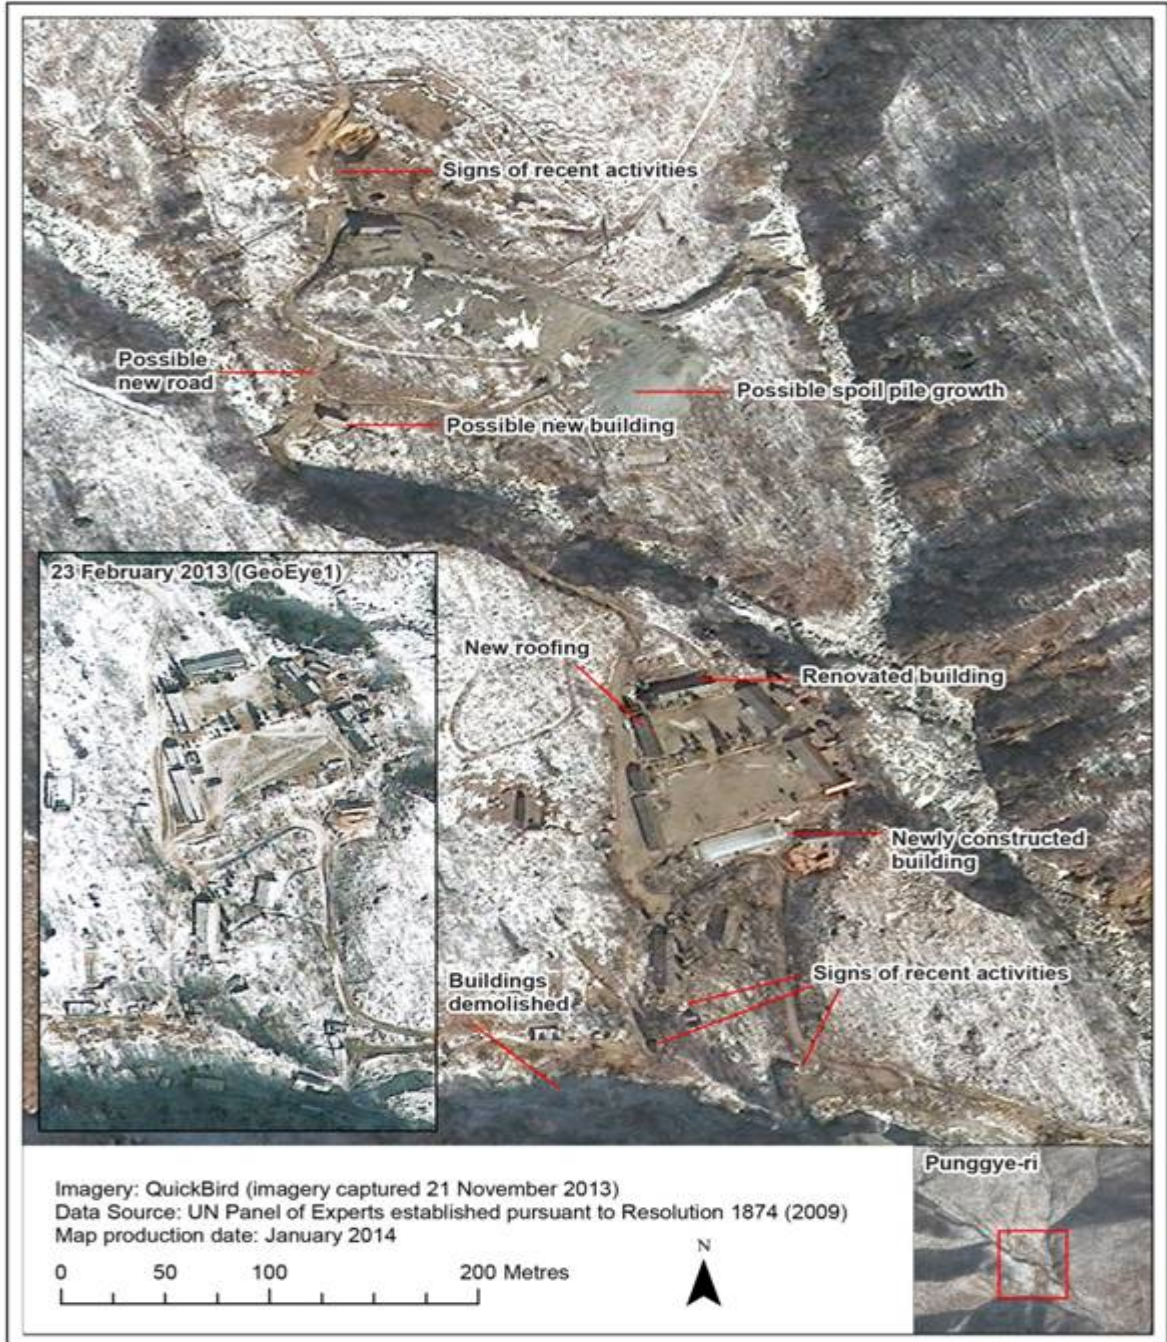 Signs of recent activities
Possible
new road
Possible spoil pile growth
Possible new building
23 February 2013 (GeoEye1)
New roofing
Renovated building
Newly constructed
building
Buildings
demolished
Signs of recent activities
Imagery: QuickBird (imagery captured 21 November 2013)
Data Source: UN Panel of Experts established pursuant to Resolution 1874 (2009)
Map production date: January 2014
0 50 100 200 Metres
N
Punggye-ri